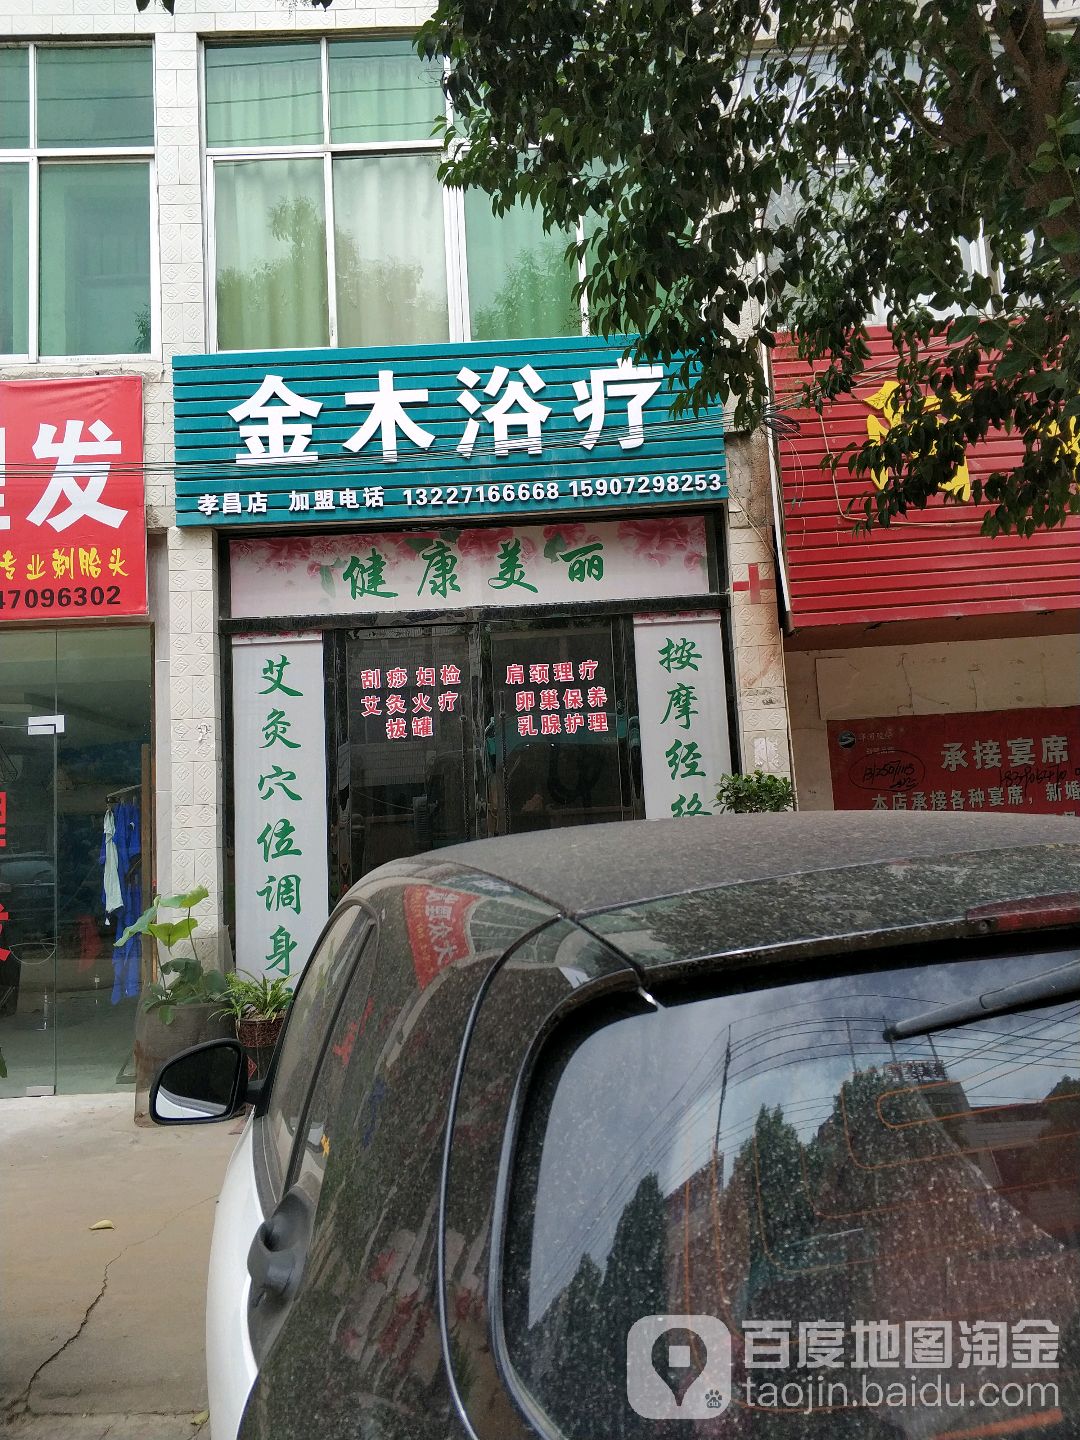 金木浴疗
孝昌店 加盟电话 13227166668 15907298253
健康美丽
艾灸穴位调身
刮痧 妇检
艾灸火疗
拔罐
肩颈理疗
卵巢保养
乳腺护理
按摩经络
发
专业剃胎头
47096302
发
承接宴席
本店承接各种宴席，新婚
百度地图淘金
taojin.baidu.com